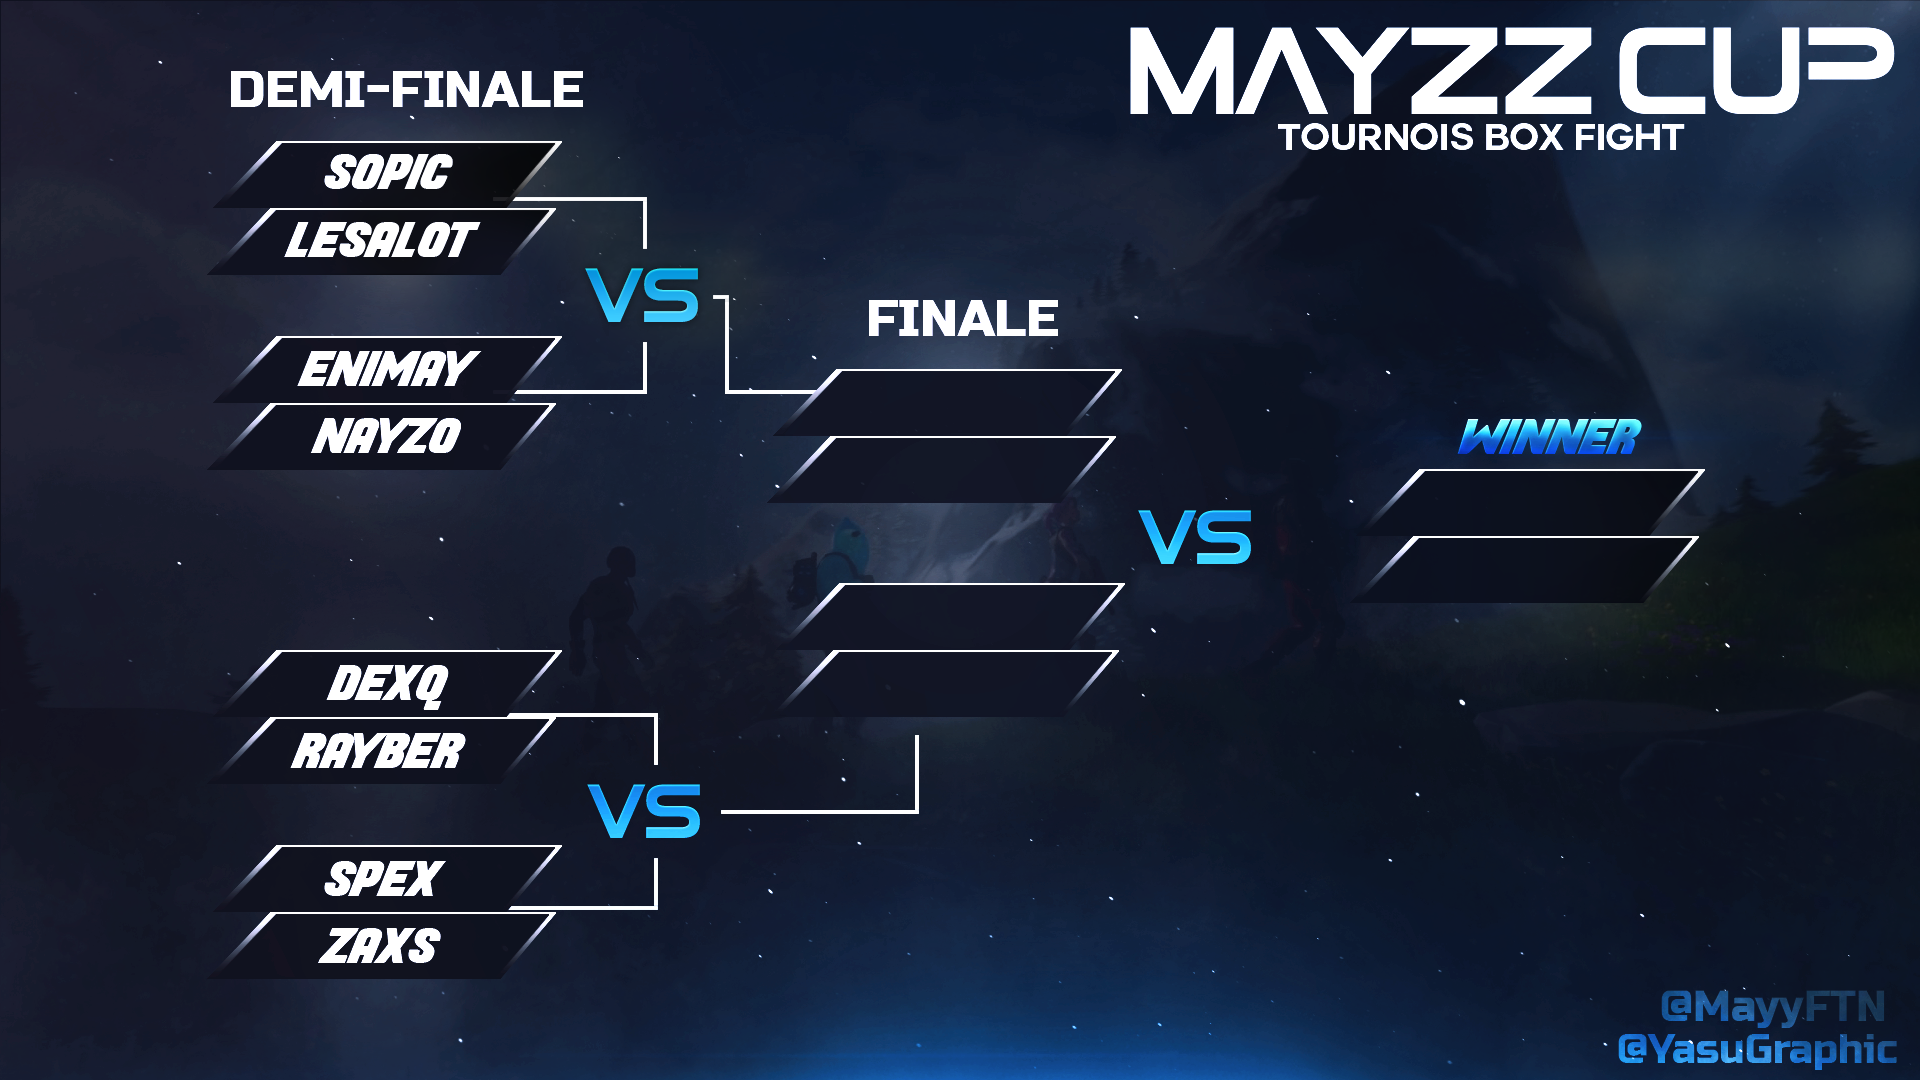 MAYZZ CUP
TOURNOIS BOX FIGHT
DEMI-FINALE
SOPIC
LESALOT
VS
ENIMAY
NAYZO
FINALE
WINNER
VS
DEXQ
RAYBER
VS
SPEX
ZAXS
@MayyFTN
@YasuGraphic